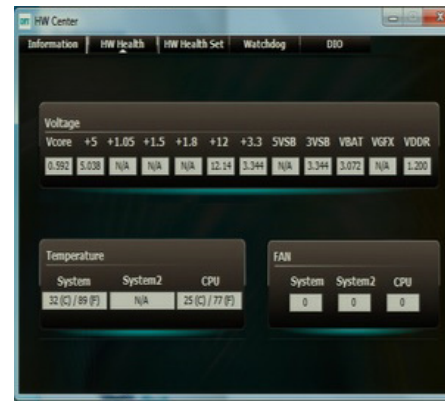 DFI HW Center
Information HW Health HW Health Set Watchdog DIO
Voltage
Vcore +5 +1.05 +1.5 +1.8 +12 +3.3 5VSB 3VSB VBAT VGFX VDDR
0.592 5.038 N/A N/A N/A 12.14 3.344 N/A 3.344 3.072 N/A 1.200
Temperature
System System2 CPU
32 (C) / 89 (F) N/A 25 (C) / 77 (F)
FAN
System System2 CPU
0 0 0